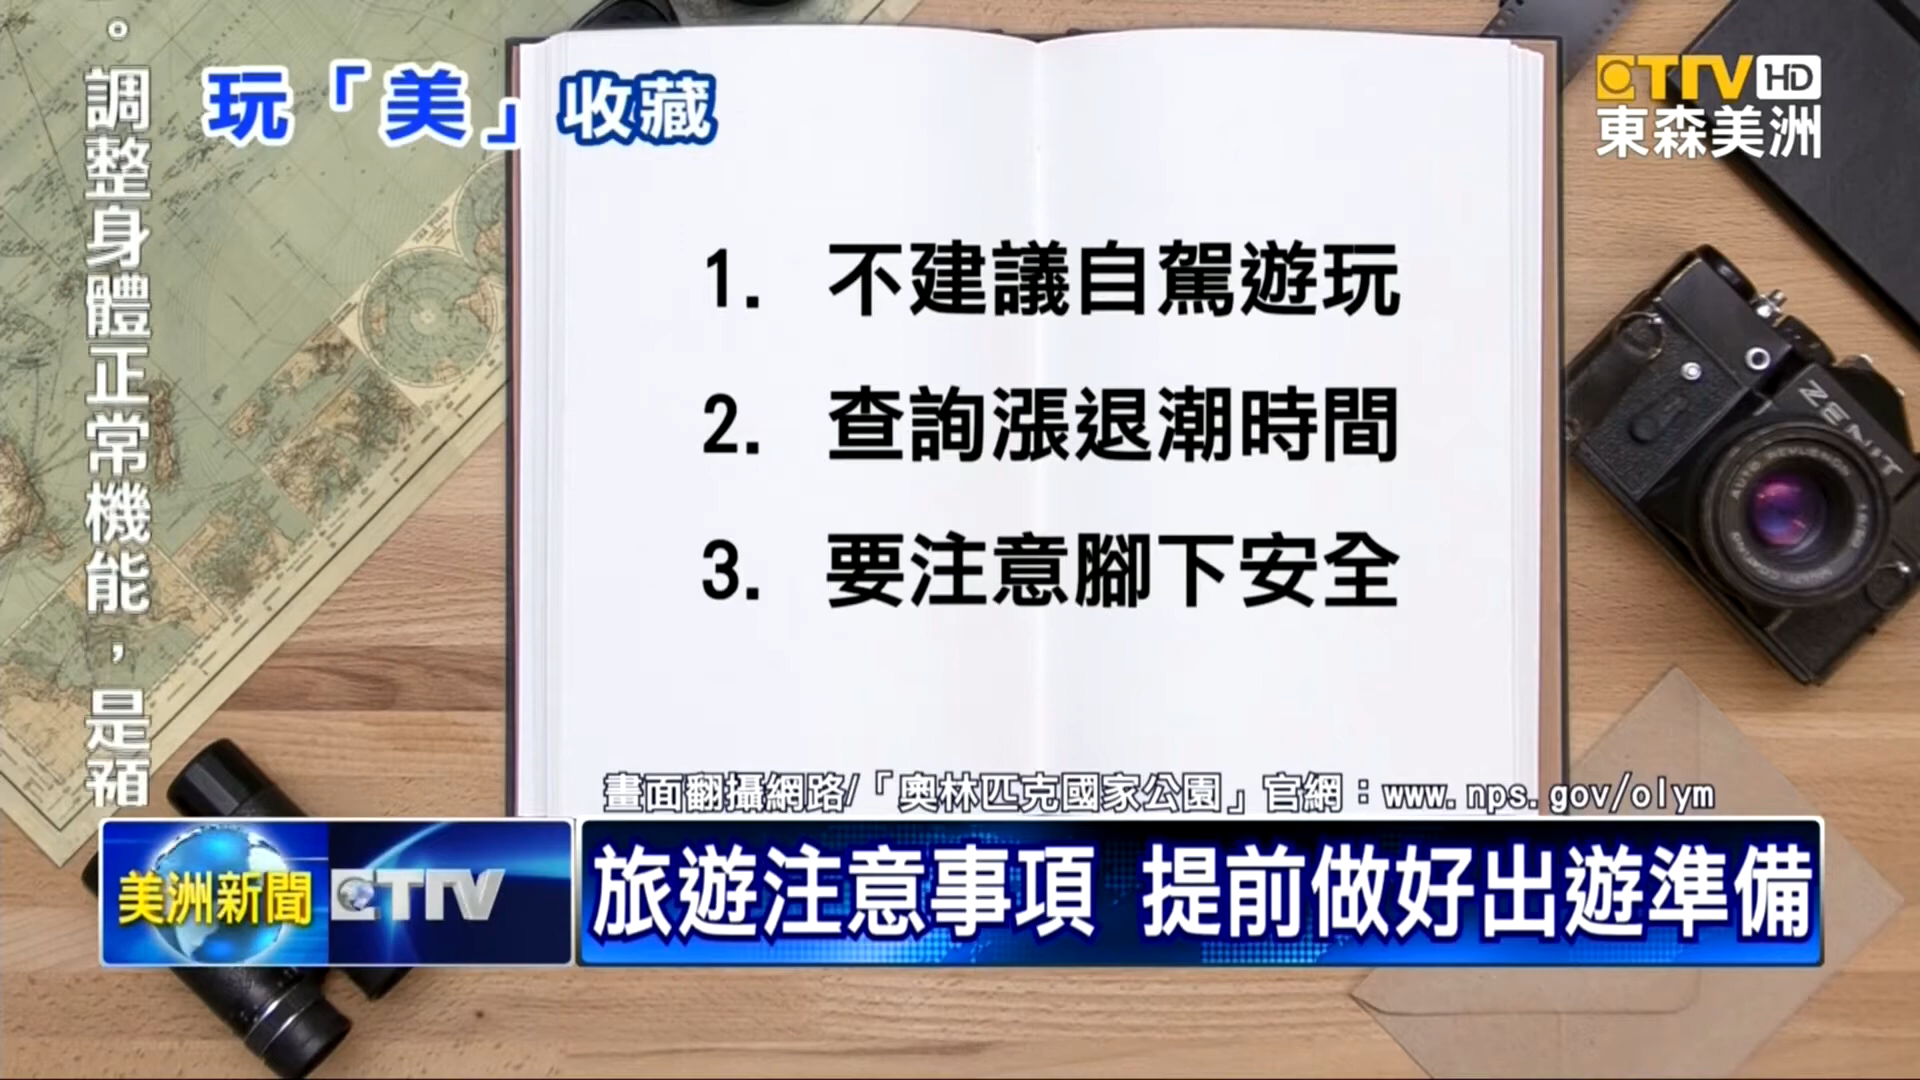 。調整身體正常機能，是預
玩「美」收藏
ETTV HD
東森美洲
1. 不建議自駕遊玩
2. 查詢漲退潮時間
3. 要注意腳下安全
ZENIT
畫面翻攝網路/「奧林匹克國家公園」官網：www.nps.gov/olym
美洲新聞 ETTV
旅遊注意事項 提前做好出遊準備